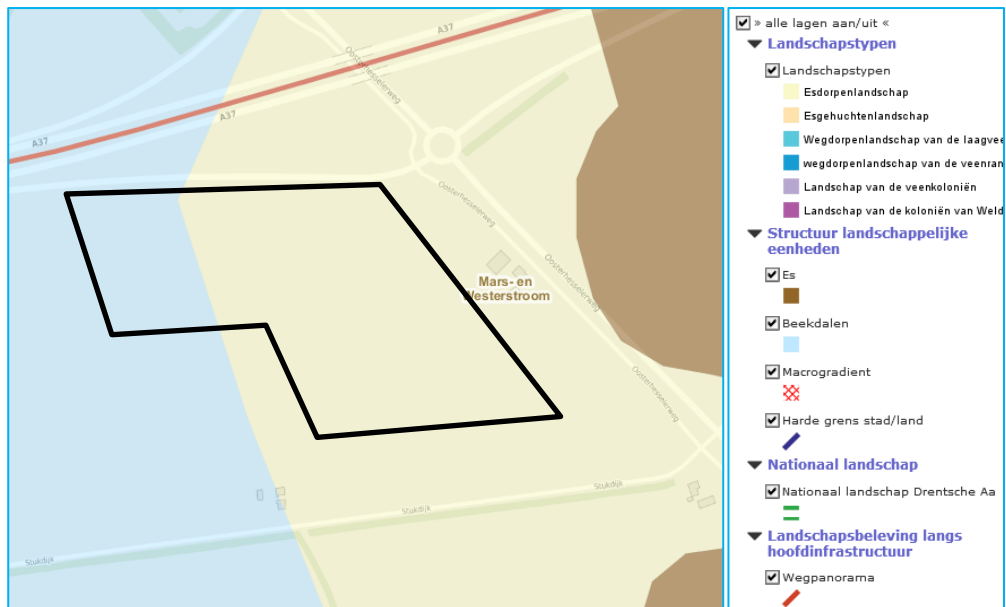 A37
A37
A37
Oosterhesselerweg
Oosterhesselerweg
Oosterhesselerweg
Oosterhesselerweg
Mars- en
Westerstroom
Stukdijk
Stukdijk
Stukdijk
» alle lagen aan/uit «
Landschapstypen
Landschapstypen
Esdorpenlandschap
Esgehuchtenlandschap
Wegdorpenlandschap van de laagvee
wegdorpenlandschap van de veenran
Landschap van de veenkoloniën
Landschap van de koloniën van Weld
Structuur landschappelijke
eenheden
Es
Beekdalen
Macrogradient
Harde grens stad/land
Nationaal landschap
Nationaal landschap Drentsche Aa
Landschapsbeleving langs
hoofdinfrastructuur
Wegpanorama